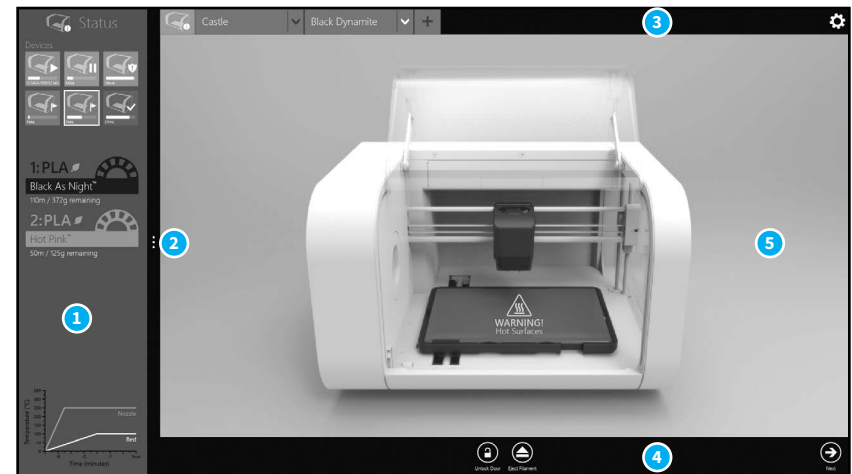 Status
Castle
Black Dynamite
3
Devices
1:PLA
Black As Night™
110m / 372g remaining
2:PLA
Hot Pink™
50m / 125g remaining
2
5
1
WARNING!
Hot Surfaces
Temperature (°C)
Nozzle
Bed
Time (minutes)
Unlock Door
Eject Filament
4
Next